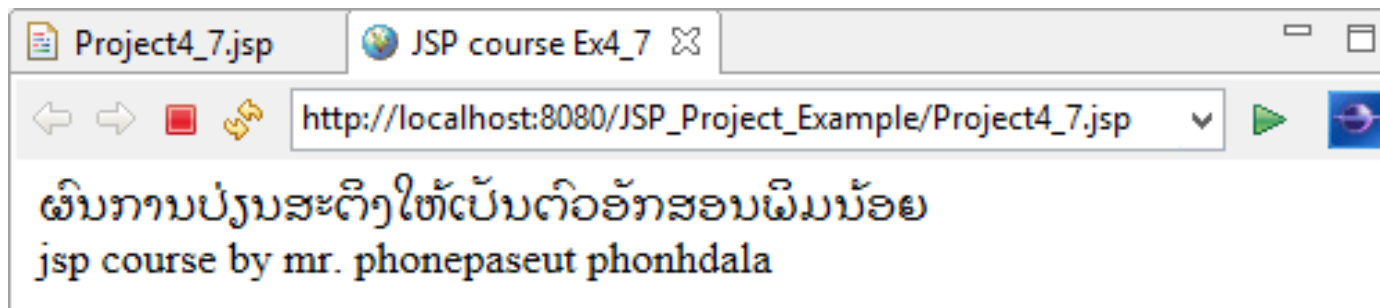 Project4_7.jsp
JSP course Ex4_7
http://localhost:8080/JSP_Project_Example/Project4_7.jsp
ຜົນການປ່ຽນສະຕິງໃຫ້ເປັນຕົວອັກສອນພິມນ້ອຍ
jsp course by mr. phonepaseut phonhdala